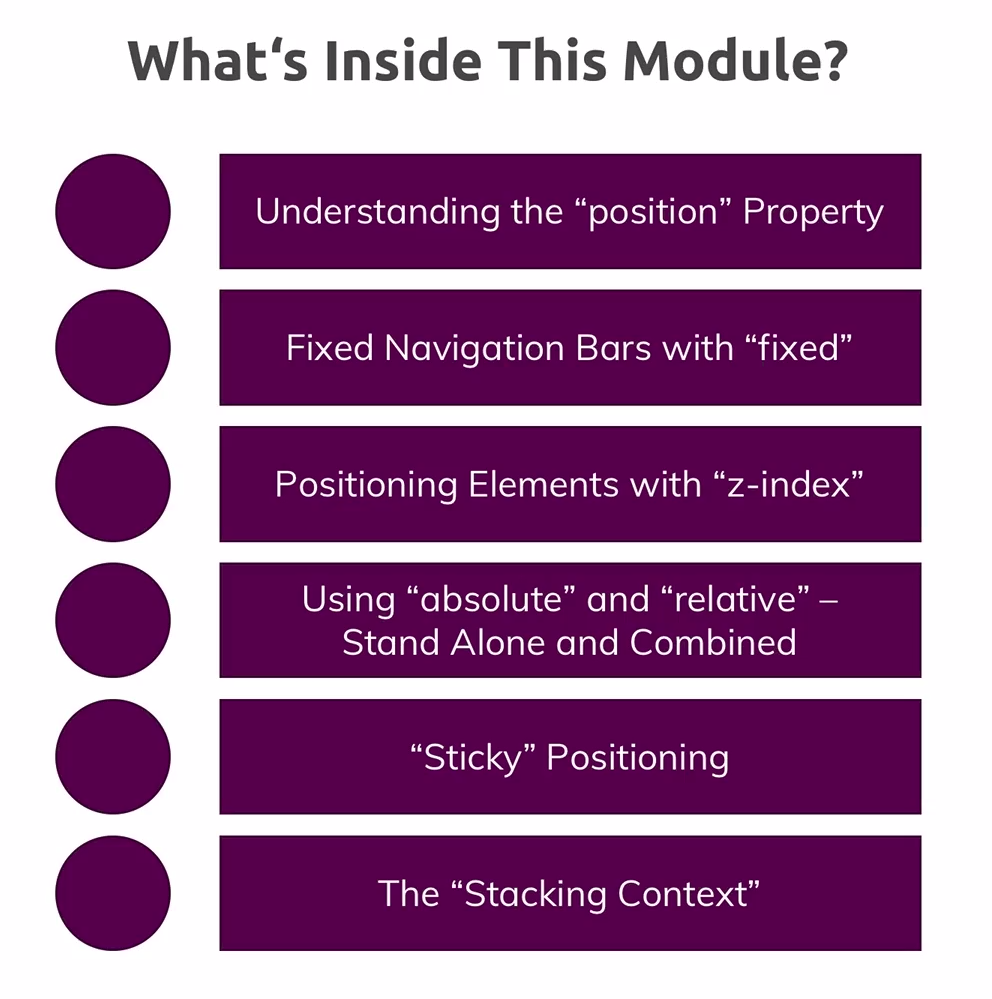 What‘s Inside This Module?
Understanding the “position” Property
Fixed Navigation Bars with “fixed”
Positioning Elements with “z-index”
Using “absolute” and “relative” –
Stand Alone and Combined
“Sticky” Positioning
The “Stacking Context”